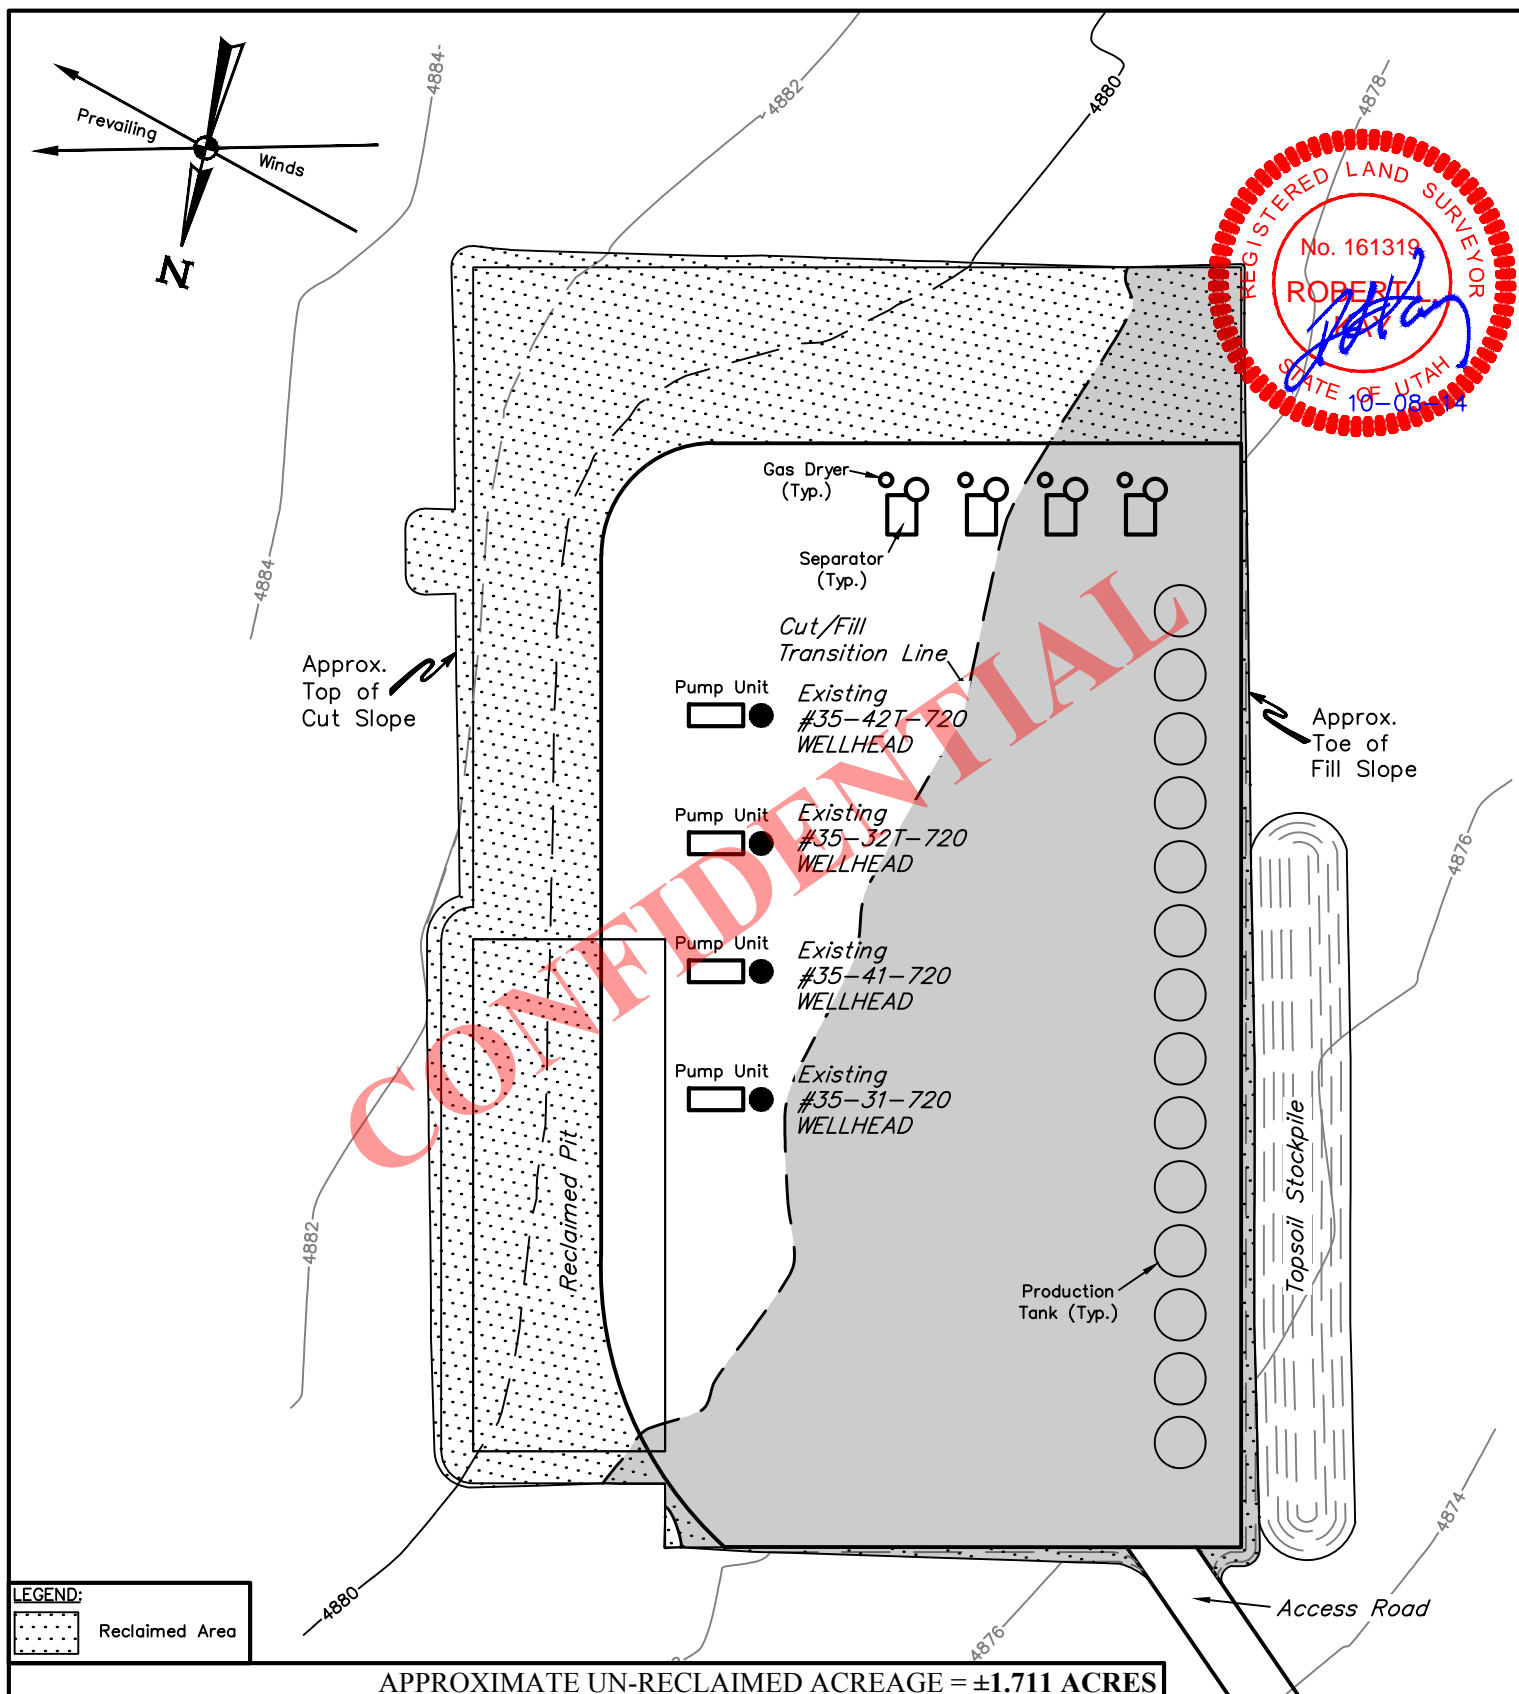 4884
4882
4880
4878
Prevailing
Winds
N
REGISTERED LAND SURVEYOR
No. 161319
ROBERT L.
KAY
STATE OF UTAH
10-08-14
Gas Dryer
(Typ.)
Separator
(Typ.)
4884
Cut/Fill
Transition Line
Approx.
Top of
Cut Slope
Pump Unit
Existing
#35-42T-720
WELLHEAD
Approx.
Toe of
Fill Slope
Pump Unit
Existing
#35-32T-720
WELLHEAD
4876
CONFIDENTIAL
Pump Unit
Existing
#35-41-720
WELLHEAD
Pump Unit
Existing
#35-31-720
WELLHEAD
Reclaimed Pit
Topsoil Stockpile
4882
Production
Tank (Typ.)
4874
4880
4876
Access Road
LEGEND:
Reclaimed Area
APPROXIMATE UN-RECLAIMED ACREAGE = ±1.711 ACRES